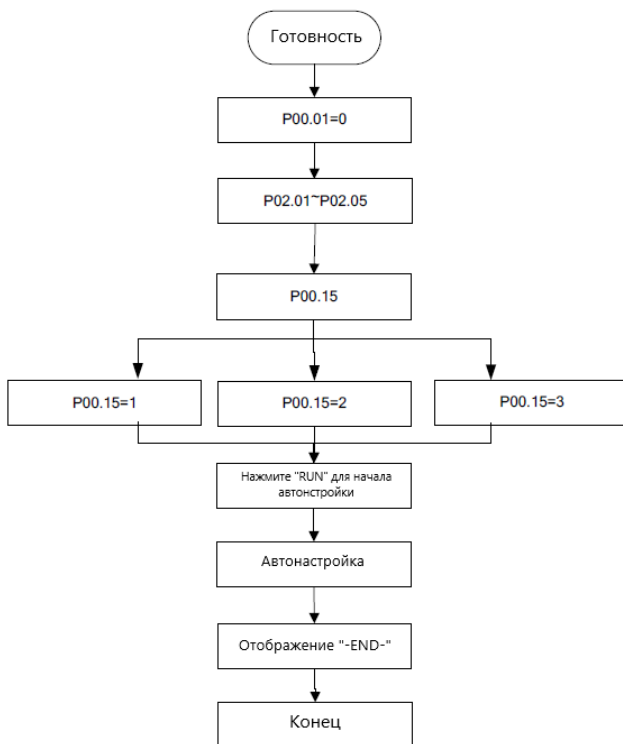 Готовность
P00.01=0
P02.01~P02.05
P00.15
P00.15=1
P00.15=2
P00.15=3
Нажмите "RUN" для начала
автонстройки
Автонастройка
Отображение "-END-"
Конец